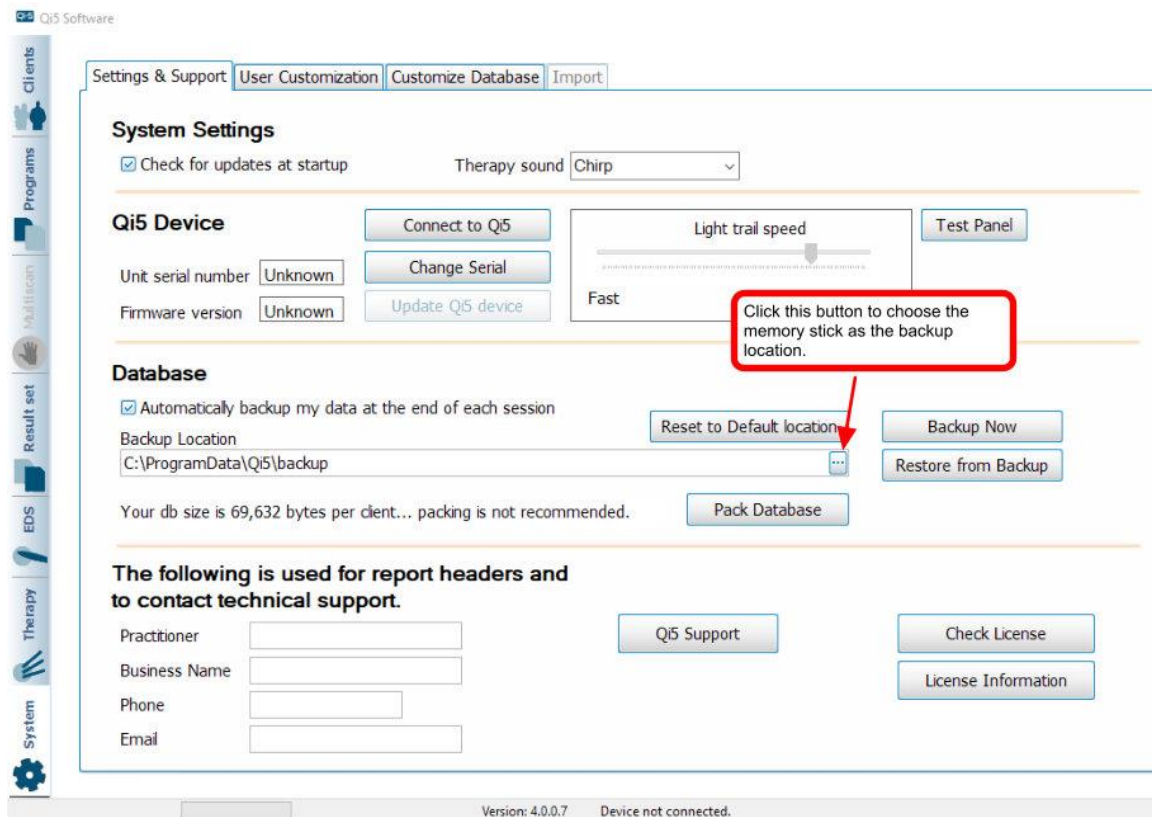 Qi5 Qi5 Software
Clients
Programs
Multiscan
Result set
EDS
Therapy
System
Settings & Support User Customization Customize Database Import
System Settings
Check for updates at startup Therapy sound Chirp
Qi5 Device Connect to Qi5 Light trail speed Test Panel
Unit serial number Unknown Change Serial
Firmware version Unknown Update Qi5 device Fast
Click this button to choose the
memory stick as the backup
location.
Database
Automatically backup my data at the end of each session
Backup Location Reset to Default location Backup Now
C:\ProgramData\Qi5\backup ... Restore from Backup
Your db size is 69,632 bytes per client... packing is not recommended. Pack Database
The following is used for report headers and
to contact technical support.
Practitioner Qi5 Support Check License
Business Name License Information
Phone
Email
Version: 4.0.0.7 Device not connected.